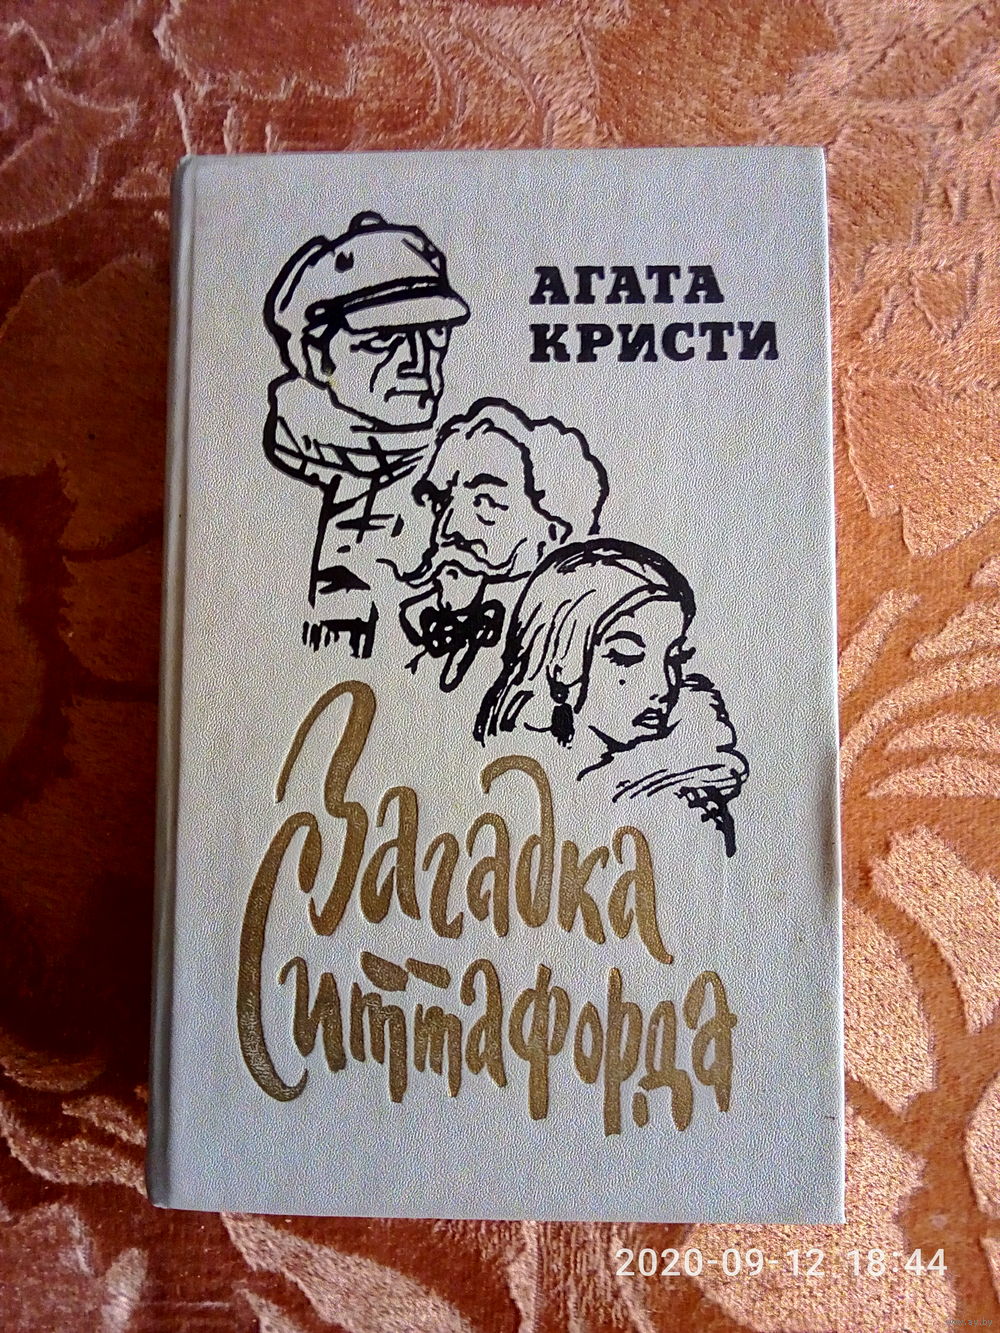 АГАТА
КРИСТИ
Загадка
Ситтафорда
2020-09-12 18:44